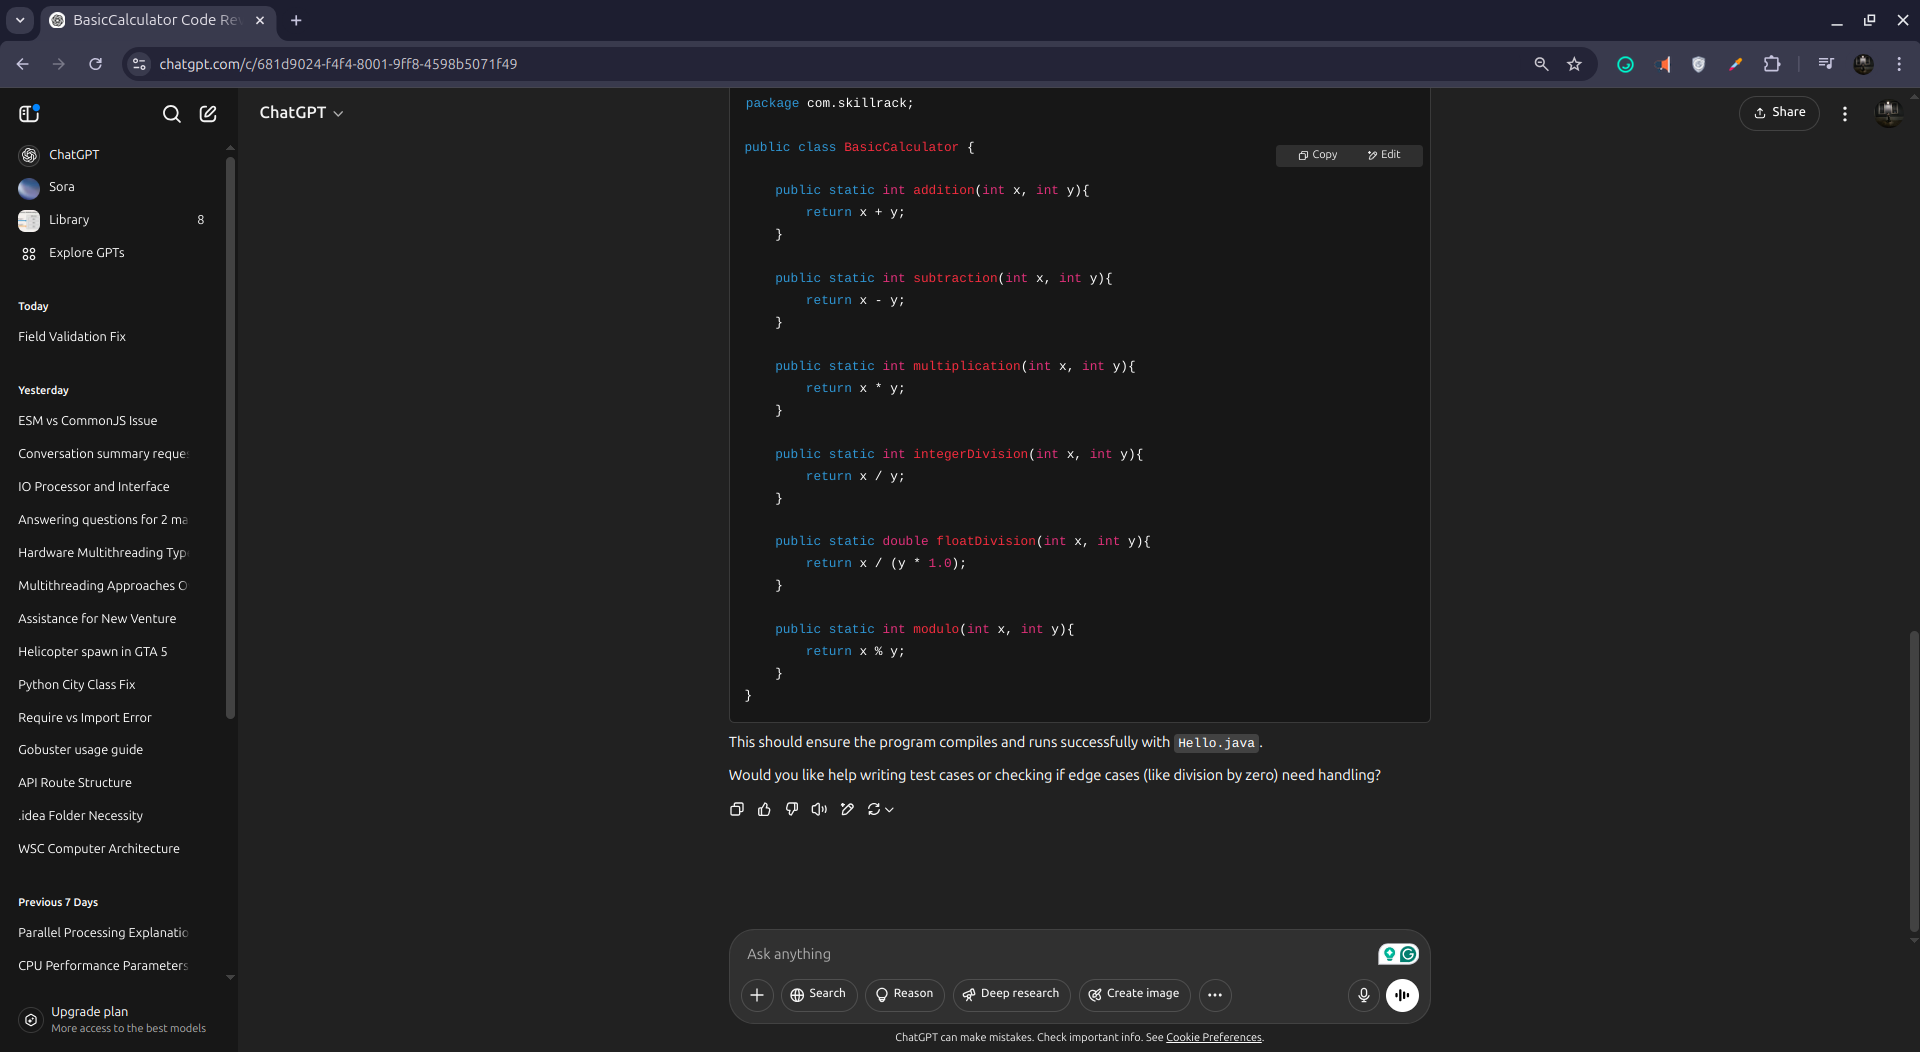 BasicCalculator Code Re
chatgpt.com/c/681d9024-f4f4-8001-9ff8-4598b5071f49
ChatGPT
Share
ChatGPT
Sora
Library 8
Explore GPTs
Today
Field Validation Fix
Yesterday
ESM vs CommonJS Issue
Conversation summary reque
IO Processor and Interface
Answering questions for 2 ma
Hardware Multithreading Typ
Multithreading Approaches O
Assistance for New Venture
Helicopter spawn in GTA 5
Python City Class Fix
Require vs Import Error
Gobuster usage guide
API Route Structure
.idea Folder Necessity
WSC Computer Architecture
Previous 7 Days
Parallel Processing Explanatio
CPU Performance Parameters
Upgrade plan
More access to the best models
package com.skillrack;
public class BasicCalculator {
Copy Edit
public static int addition(int x, int y){
return x + y;
}
public static int subtraction(int x, int y){
return x - y;
}
public static int multiplication(int x, int y){
return x * y;
}
public static int integerDivision(int x, int y){
return x / y;
}
public static double floatDivision(int x, int y){
return x / (y * 1.0);
}
public static int modulo(int x, int y){
return x % y;
}
}
This should ensure the program compiles and runs successfully with Hello.java.
Would you like help writing test cases or checking if edge cases (like division by zero) need handling?
Ask anything
Search Reason Deep research Create image
ChatGPT can make mistakes. Check important info. See Cookie Preferences.